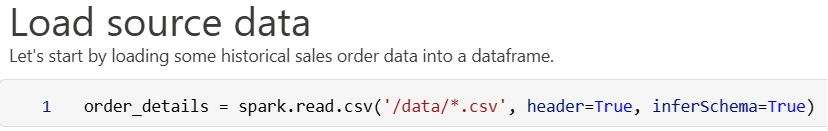 Load source data
Let's start by loading some historical sales order data into a dataframe.
1 order_details = spark.read.csv('/data/*.csv', header=True, inferSchema=True)